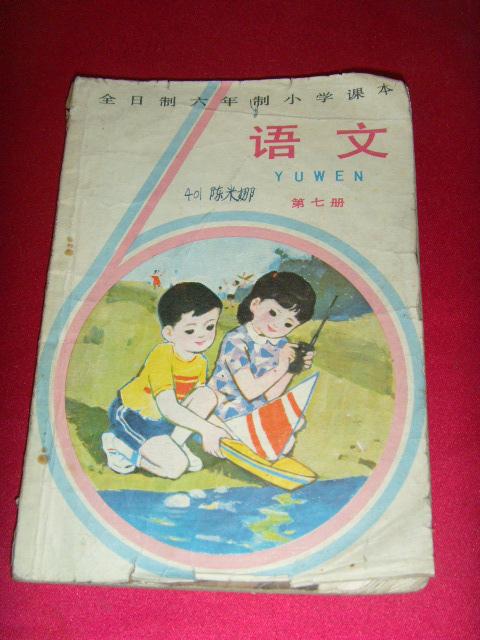 全日制六年制小学课本
语文
YUWEN
401 陈米娜
第七册